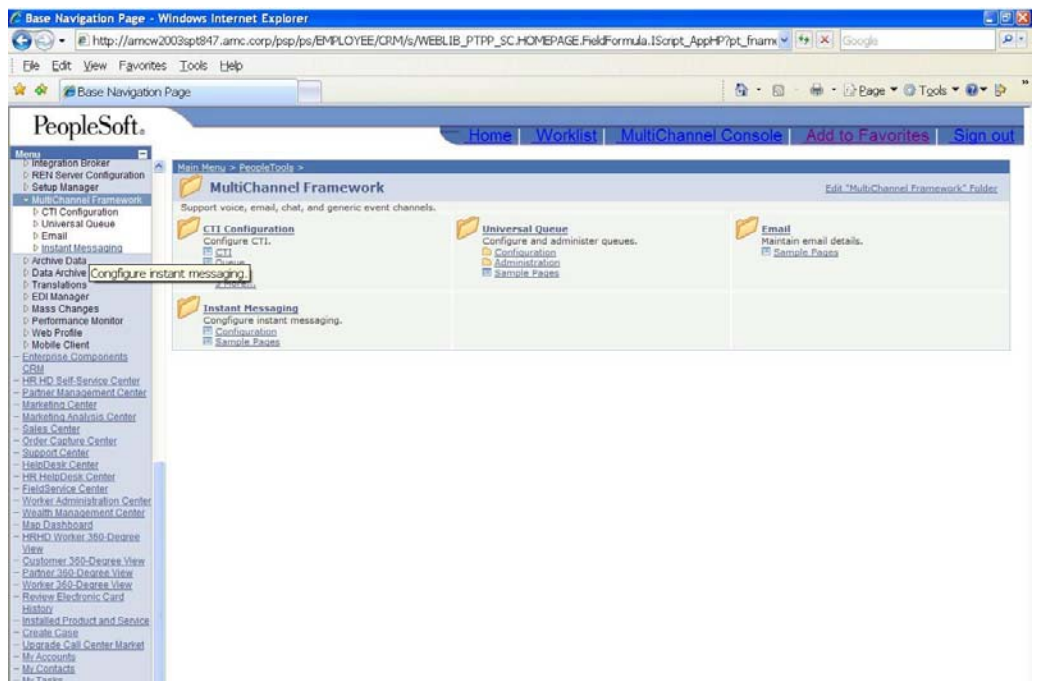 Base Navigation Page - Windows Internet Explorer
http://amcw2003spt847.amc.corp/psp/ps/EMPLOYEE/CRM/s/WEBLIB_PTPP_SC.HOMEPAGE.FieldFormula.IScript_AppHP?pt_fnam
Google
File Edit View Favorites Tools Help
Base Navigation Page
Page Tools
PeopleSoft.
Home | Worklist | MultiChannel Console | Add to Favorites | Sign out
Menu
Integration Broker
REN Server Configuration
Setup Manager
MultiChannel Framework
CTI Configuration
Universal Queue
Email
Instant Messaging
Archive Data
Data Archive
Congfigure instant messaging.
Translations
EDI Manager
Mass Changes
Performance Monitor
Web Profile
Mobile Client
Enterprise Components
CRM
HR HD Self-Service Center
Partner Management Center
Marketing Center
Marketing Analysis Center
Sales Center
Order Capture Center
Support Center
HelpDesk Center
HR HelpDesk Center
FieldService Center
Worker Administration Center
Wealth Management Center
Map Dashboard
HRHD Worker 360-Degree
View
Customer 360-Degree View
Partner 360-Degree View
Worker 360-Degree View
Review Electronic Card
History
Installed Product and Service
Create Case
Upgrade Call Center Market
My Accounts
My Contacts
My Tasks
Main Menu > PeopleTools >
MultiChannel Framework
Edit "MultiChannel Framework" Folder
Support voice, email, chat, and generic event channels.
CTI Configuration
Configure CTI.
CTI
Queue
2 More...
Universal Queue
Configure and administer queues.
Configuration
Administration
Sample Pages
Email
Maintain email details.
Sample Pages
Instant Messaging
Congfigure instant messaging.
Configuration
Sample Pages